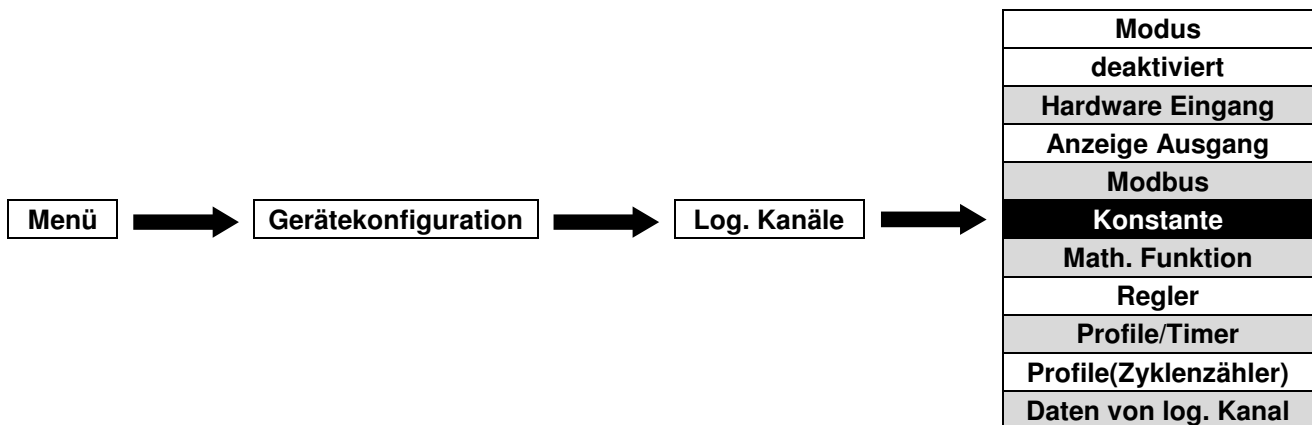 Menü
Gerätekonfiguration
Log. Kanäle
Modus
deaktiviert
Hardware Eingang
Anzeige Ausgang
Modbus
Konstante
Math. Funktion
Regler
Profile/Timer
Profile(Zyklenzähler)
Daten von log. Kanal